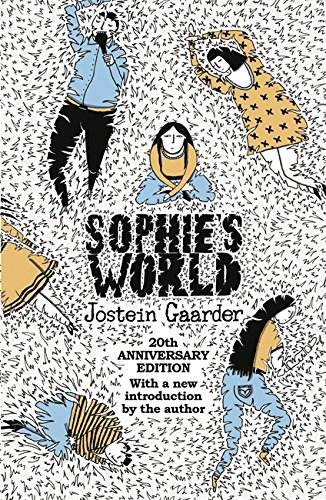 SOPHIE'S
WORLD
Jostein Gaarder
20th
ANNIVERSARY
EDITION
With a new
introduction
by the author